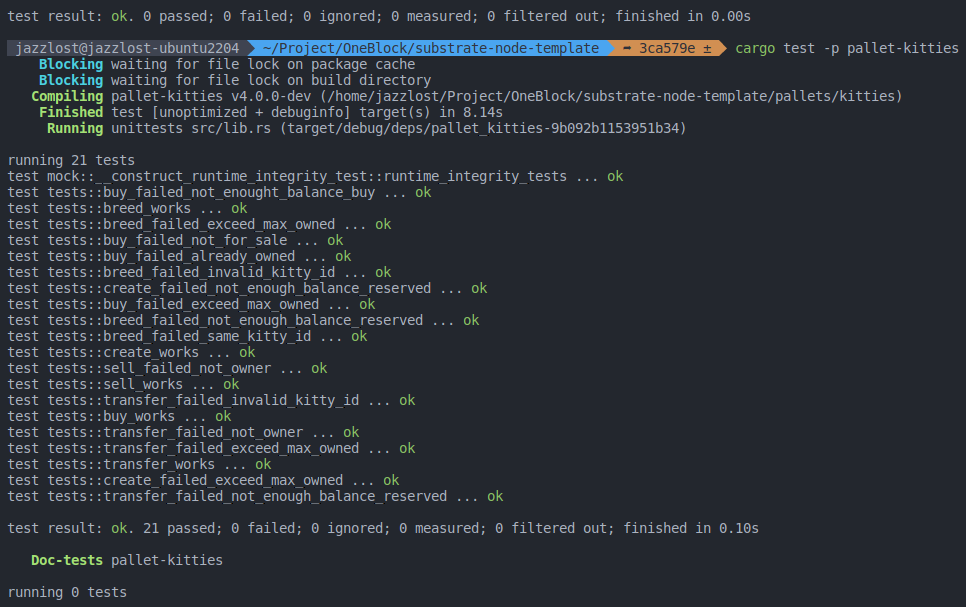 test result: ok. 0 passed; 0 failed; 0 ignored; 0 measured; 0 filtered out; finished in 0.00s
jazzlost@jazzlost-ubuntu2204 ~/Project/OneBlock/substrate-node-template ➦ 3ca579e ± cargo test -p pallet-kitties
Blocking waiting for file lock on package cache
Blocking waiting for file lock on build directory
Compiling pallet-kitties v4.0.0-dev (/home/jazzlost/Project/OneBlock/substrate-node-template/pallets/kitties)
Finished test [unoptimized + debuginfo] target(s) in 8.14s
Running unittests src/lib.rs (target/debug/deps/pallet_kitties-9b092b1153951b34)
running 21 tests
test mock::__construct_runtime_integrity_test::runtime_integrity_tests ... ok
test tests::buy_failed_not_enought_balance_buy ... ok
test tests::breed_works ... ok
test tests::breed_failed_exceed_max_owned ... ok
test tests::buy_failed_not_for_sale ... ok
test tests::buy_failed_already_owned ... ok
test tests::breed_failed_invalid_kitty_id ... ok
test tests::create_failed_not_enough_balance_reserved ... ok
test tests::buy_failed_exceed_max_owned ... ok
test tests::breed_failed_not_enough_balance_reserved ... ok
test tests::breed_failed_same_kitty_id ... ok
test tests::create_works ... ok
test tests::sell_failed_not_owner ... ok
test tests::sell_works ... ok
test tests::transfer_failed_invalid_kitty_id ... ok
test tests::buy_works ... ok
test tests::transfer_failed_not_owner ... ok
test tests::transfer_failed_exceed_max_owned ... ok
test tests::transfer_works ... ok
test tests::create_failed_exceed_max_owned ... ok
test tests::transfer_failed_not_enough_balance_reserved ... ok
test result: ok. 21 passed; 0 failed; 0 ignored; 0 measured; 0 filtered out; finished in 0.10s
Doc-tests pallet-kitties
running 0 tests